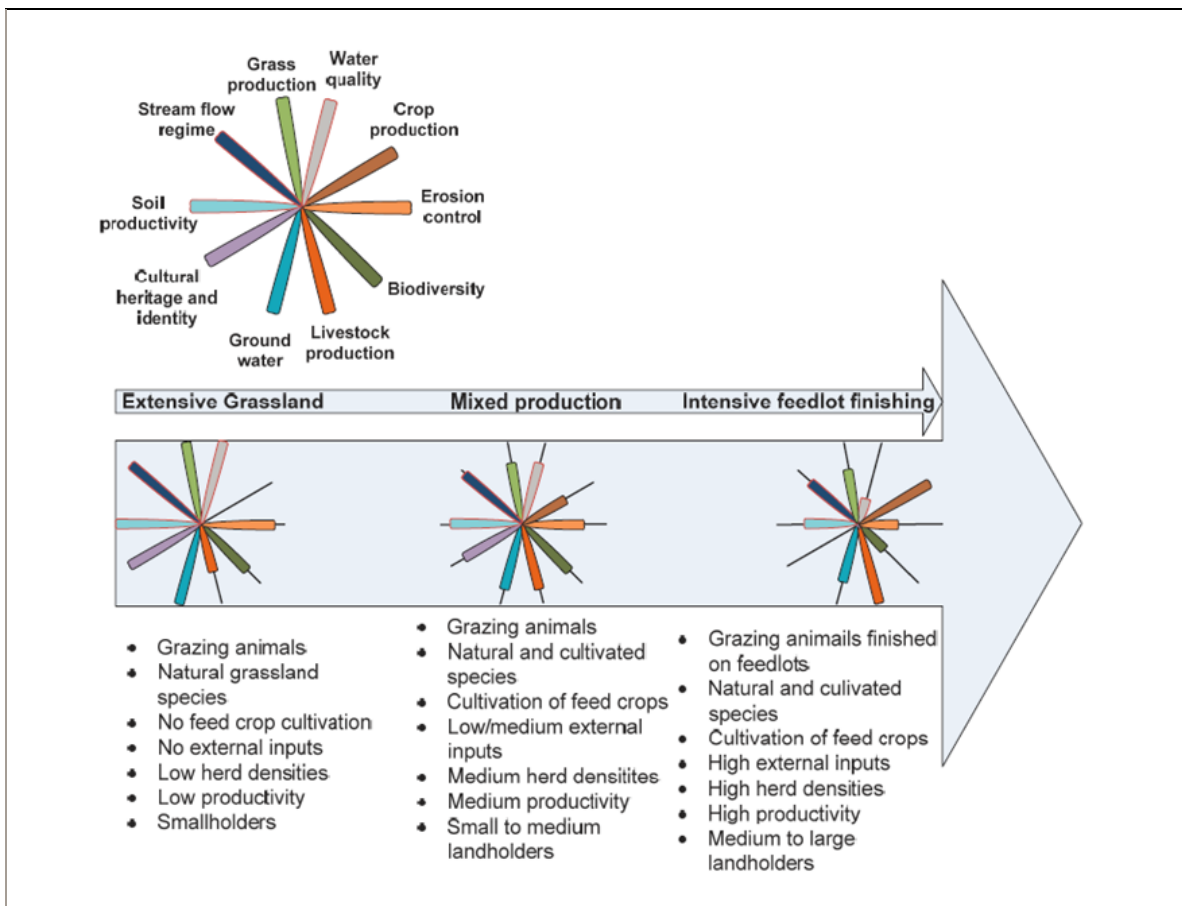 Grass
production
Water
quality
Stream flow
regime
Crop
production
Soil
productivity
Erosion
control
Cultural
heritage and
identity
Biodiversity
Ground
water
Livestock
production
Extensive Grassland
Mixed production
Intensive feedlot finishing
• Grazing animals
• Natural grassland
species
• No feed crop cultivation
• No external inputs
• Low herd densities
• Low productivity
• Smallholders
• Grazing animals
• Natural and cultivated
species
• Cultivation of feed crops
• Low/medium external
inputs
• Medium herd densitites
• Medium productivity
• Small to medium
landholders
• Grazing animails finished
on feedlots
• Natural and culivated
species
• Cultivation of feed crops
• High external inputs
• High herd densities
• High productivity
• Medium to large
landholders